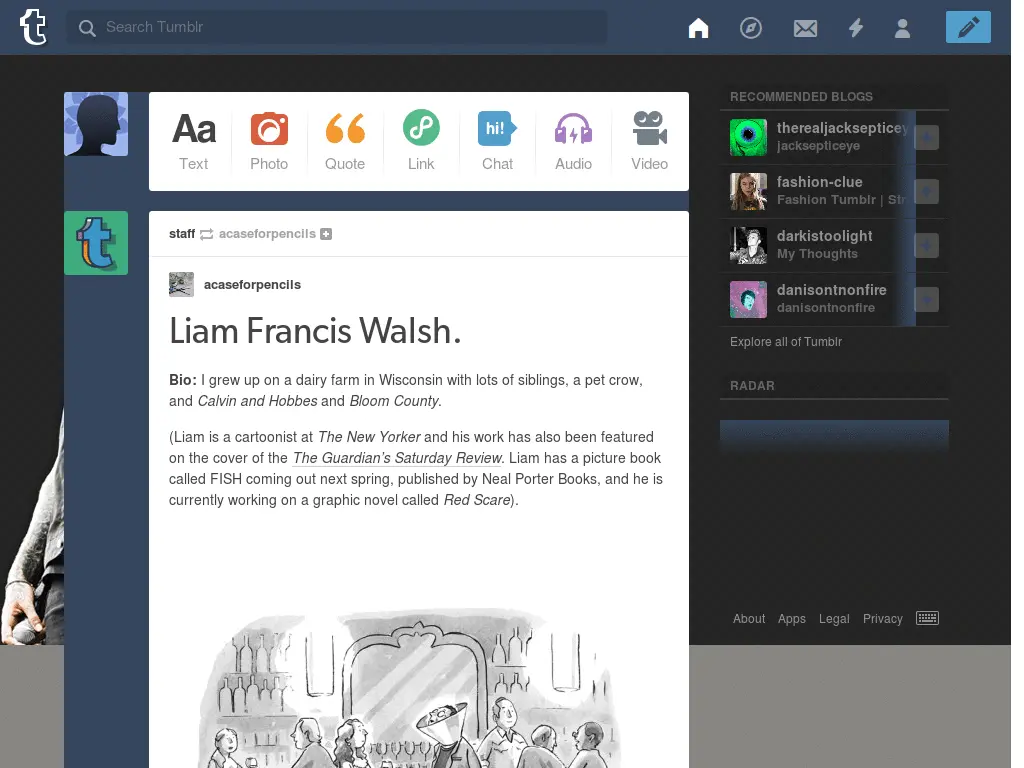 Search Tumblr
Aa
hi!
Text
Photo
Quote
Link
Chat
Audio
Video
staff acaseforpencils
acaseforpencils
Liam Francis Walsh.
Bio: I grew up on a dairy farm in Wisconsin with lots of siblings, a pet crow,
and Calvin and Hobbes and Bloom County.
(Liam is a cartoonist at The New Yorker and his work has also been featured
on the cover of the The Guardian's Saturday Review. Liam has a picture book
called FISH coming out next spring, published by Neal Porter Books, and he is
currently working on a graphic novel called Red Scare).
RECOMMENDED BLOGS
therealjacksepticey
jacksepticeye
fashion-clue
Fashion Tumblr | Str
darkistoolight
My Thoughts
danisontnonfire
danisontnonfire
Explore all of Tumblr
RADAR
About Apps Legal Privacy